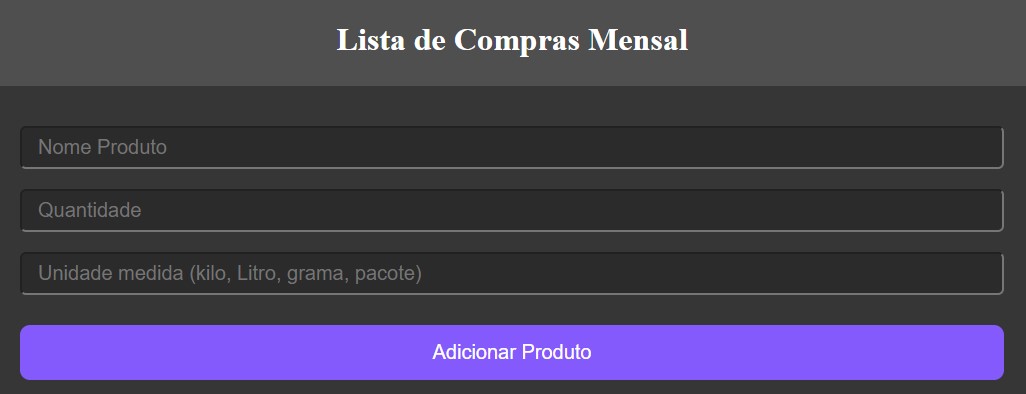 Lista de Compras Mensal
Nome Produto
Quantidade
Unidade medida (kilo, Litro, grama, pacote)
Adicionar Produto